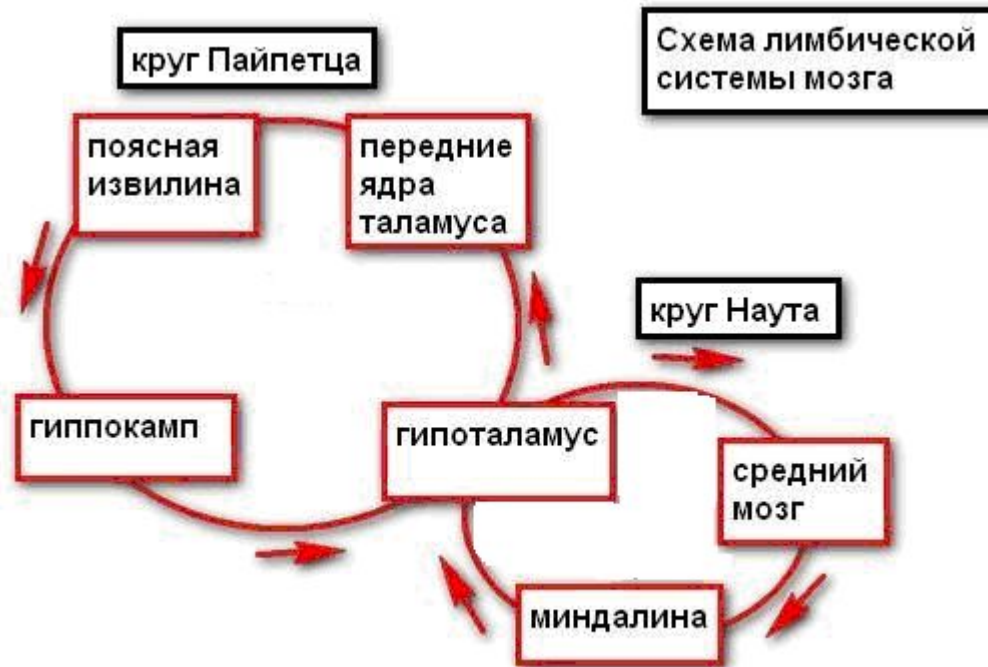 круг Пайпетца
Схема лимбической
системы мозга
поясная
извилина
передние
ядра
таламуса
круг Наута
гиппокамп
гипоталамус
средний
мозг
миндалина